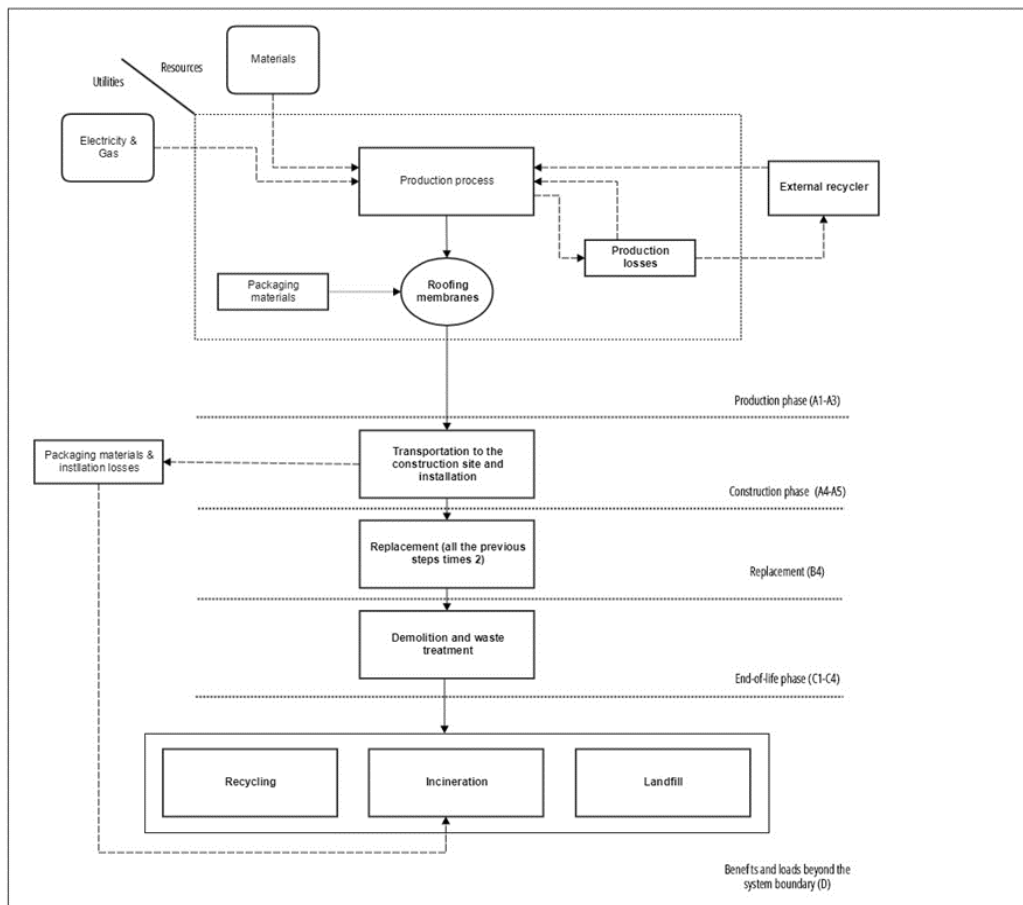 Materials
Resources
Utilities
Electricity &
Gas
Production process
External recycler
Production
losses
Packaging
materials
Roofing
membranes
Production phase (A1-A3)
Packaging materials &
instllation losses
Transportation to the
construction site and
installation
Construction phase (A4-A5)
Replacement (all the previous
steps times 2)
Replacement (B4)
Demolition and waste
treatment
End-of-life phase (C1-C4)
Recycling
Incineration
Landfill
Benefits and loads beyond the
system boundary (D)